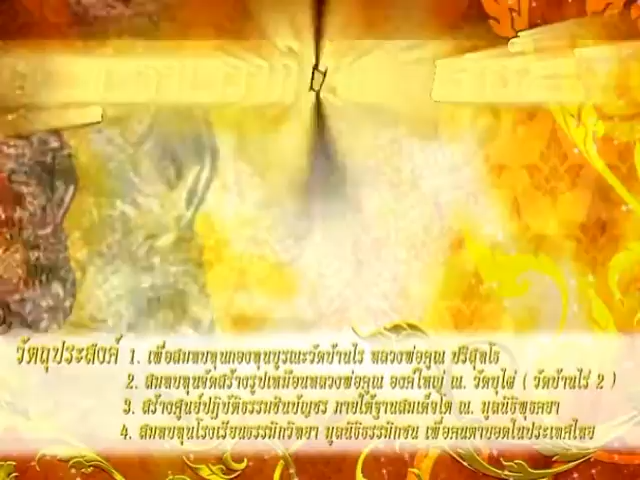 วัตถุประสงค์ 1. เพื่อสมทบทุนกองทุนบูรณะวัดบ้านไร่ หลวงพ่อคูณ ปริสุทโธ
2. สมทบทุนจัดสร้างรูปเหมือนหลวงพ่อคูณ องค์ใหญ่ ณ. วัดบุไผ่ ( วัดบ้านไร่ 2 )
3. สร้างศูนย์ปฏิบัติธรรมชินบัญชร ภายใต้ฐานสมเด็จโต ณ. มูลนิธิพุทธคยา
4. สมทบทุนโรงเรียนธรรมิกวิทยา มูลนิธิธรรมิกชน เพื่อคนตาบอดในประเทศไทย